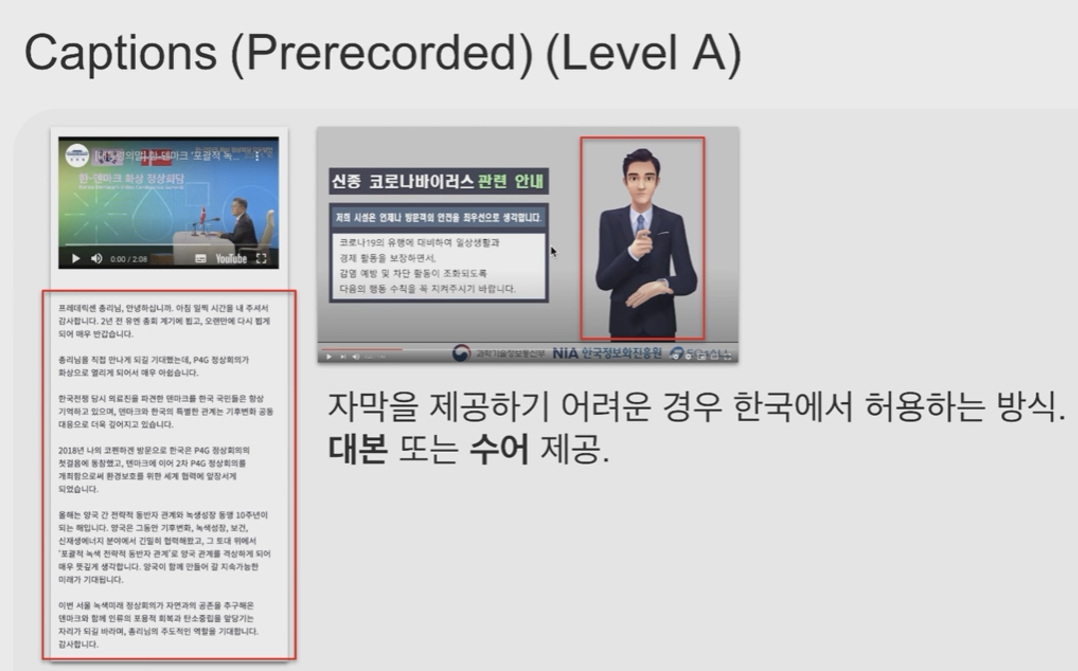 Captions (Prerecorded) (Level A)
한-덴마크 화상 정상회담
0:00 / 2:08
YouTube
프레데릭센 총리님, 안녕하십니까. 아침 일찍 시간을 내 주셔서
감사합니다. 2년 전 유엔 총회 계기에 뵙고, 오랜만에 다시 뵙게
되어 매우 반갑습니다.
총리님을 직접 만나게 되길 기대했는데, P4G 정상회의가
화상으로 열리게 되어서 매우 아쉽습니다.
한국전쟁 당시 의료진을 파견한 덴마크를 한국 국민들은 항상
기억하고 있으며, 덴마크와 한국의 특별한 관계는 기후변화 공동
대응으로 더욱 깊어지고 있습니다.
2018년 나의 코펜하겐 방문으로 한국은 P4G 정상회의의
첫걸음에 동참했고, 덴마크에 이어 2차 P4G 정상회의를
개최함으로써 환경보호를 위한 세계 협력에 앞장서게
되었습니다.
올해는 양국 간 전략적 동반자 관계와 녹생성장 동맹 10주년이
되는 해입니다. 양국은 그동안 기후변화, 녹색성장, 보건,
신재생에너지 분야에서 긴밀히 협력해왔고, 그 토대 위에서
'포괄적 녹색 전략적 동반자 관계'로 양국 관계를 격상하게 되어
매우 뜻깊게 생각합니다. 양국이 함께 만들어 갈 지속가능한
미래가 기대됩니다.
이번 서울 녹색미래 정상회의가 자연과의 공존을 추구해온
덴마크와 함께 인류의 포용적 회복과 탄소중립을 앞당기는
자리가 되길 바라며, 총리님의 주도적인 역할을 기대합니다.
감사합니다.
신종 코로나바이러스 관련 안내
저희 시설은 언제나 방문객의 안전을 최우선으로 생각합니다.
코로나19의 유행에 대비하여 일상생활과
경제 활동을 보장하면서,
감염 예방 및 차단 활동이 조화되도록
다음의 행동 수칙을 꼭 지켜주시기 바랍니다.
과학기술정보통신부 NIA 한국정보화진흥원
자막을 제공하기 어려운 경우 한국에서 허용하는 방식.
대본 또는 수어 제공.